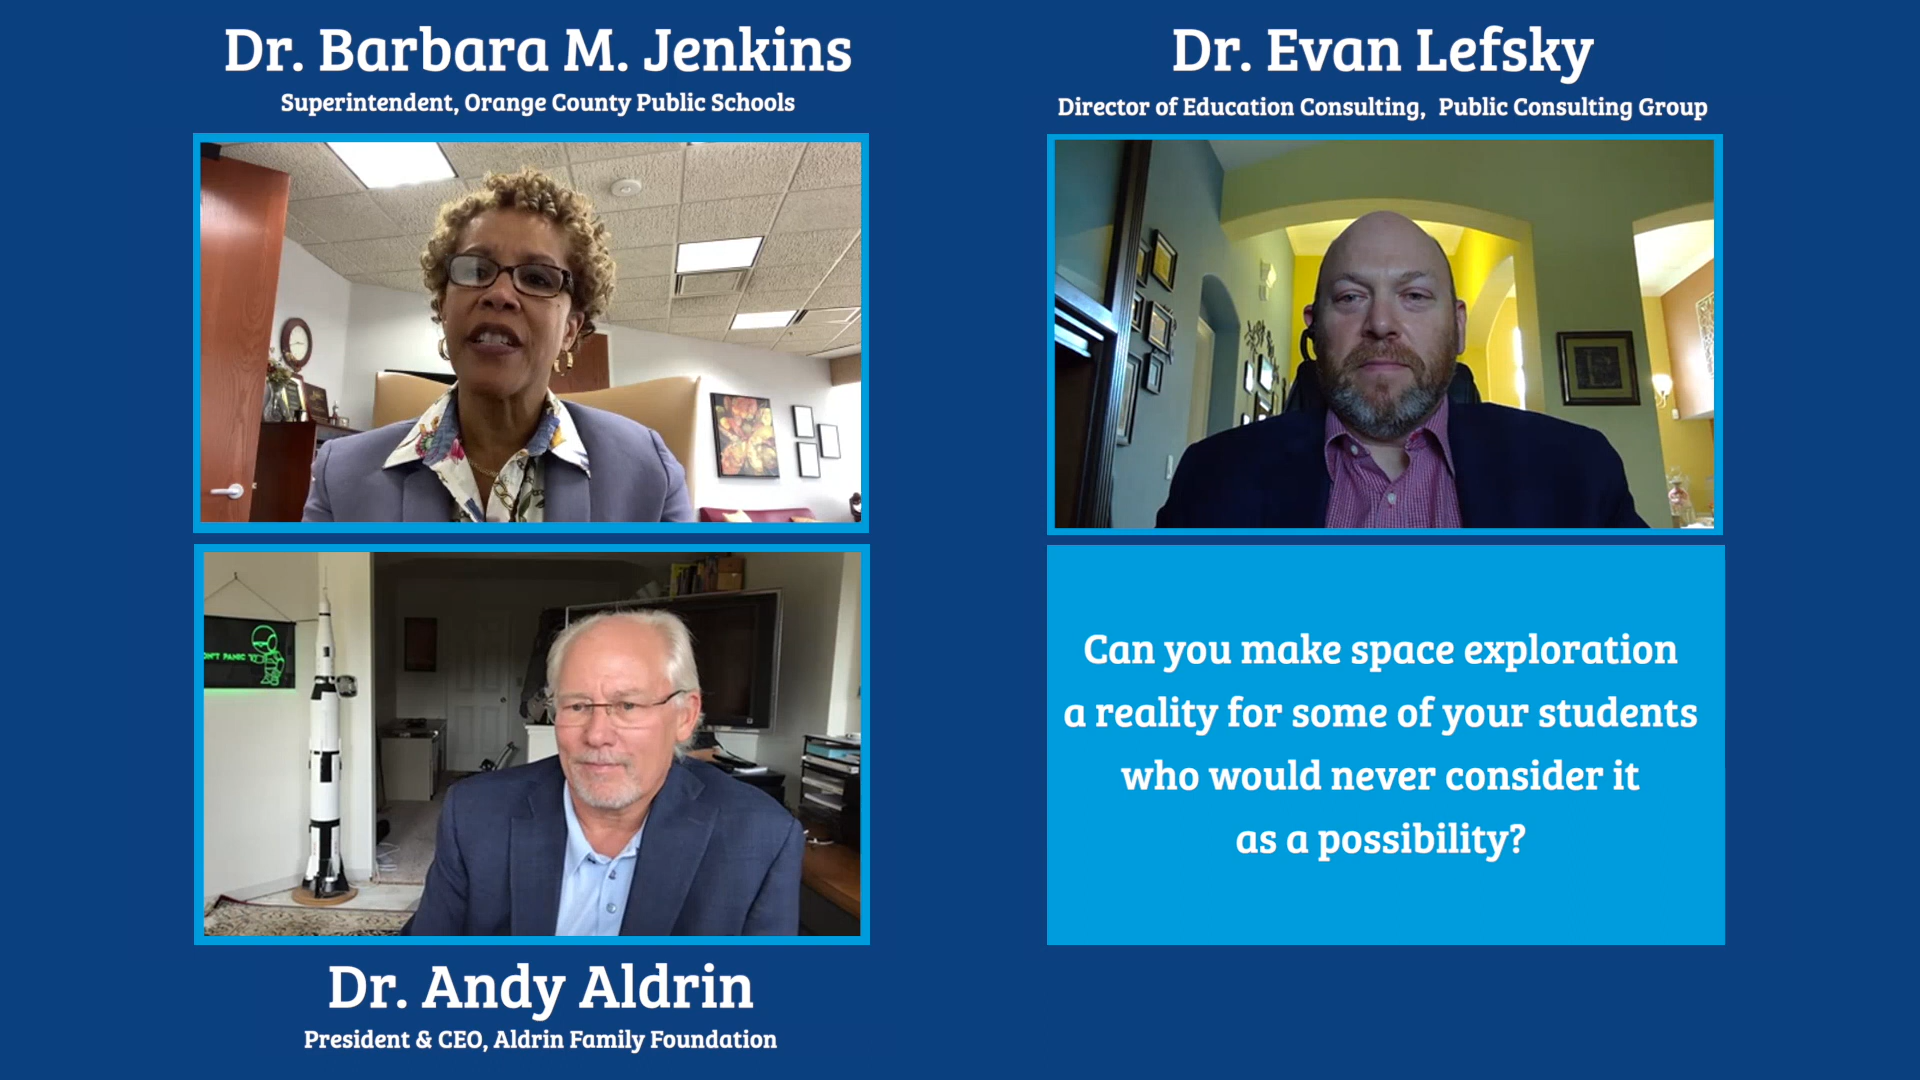 Dr. Barbara M. Jenkins
Superintendent, Orange County Public Schools
Dr. Evan Lefsky
Director of Education Consulting, Public Consulting Group
PANIC
Can you make space exploration
a reality for some of your students
who would never consider it
as a possibility?
Dr. Andy Aldrin
President & CEO, Aldrin Family Foundation